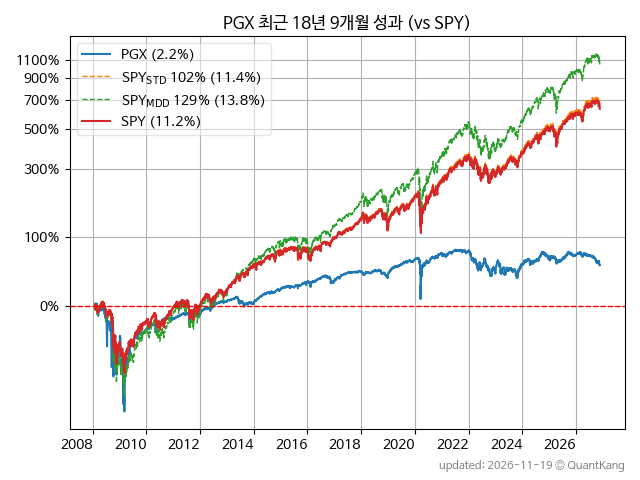 PGX 최근 18년 9개월 성과 (vs SPY)
PGX (2.2%)
SPY_STD 102% (11.4%)
SPY_MDD 129% (13.8%)
SPY (11.2%)
1100%
900%
700%
500%
300%
100%
0%
2008 2010 2012 2014 2016 2018 2020 2022 2024 2026
updated: 2026-11-19 © QuantKang